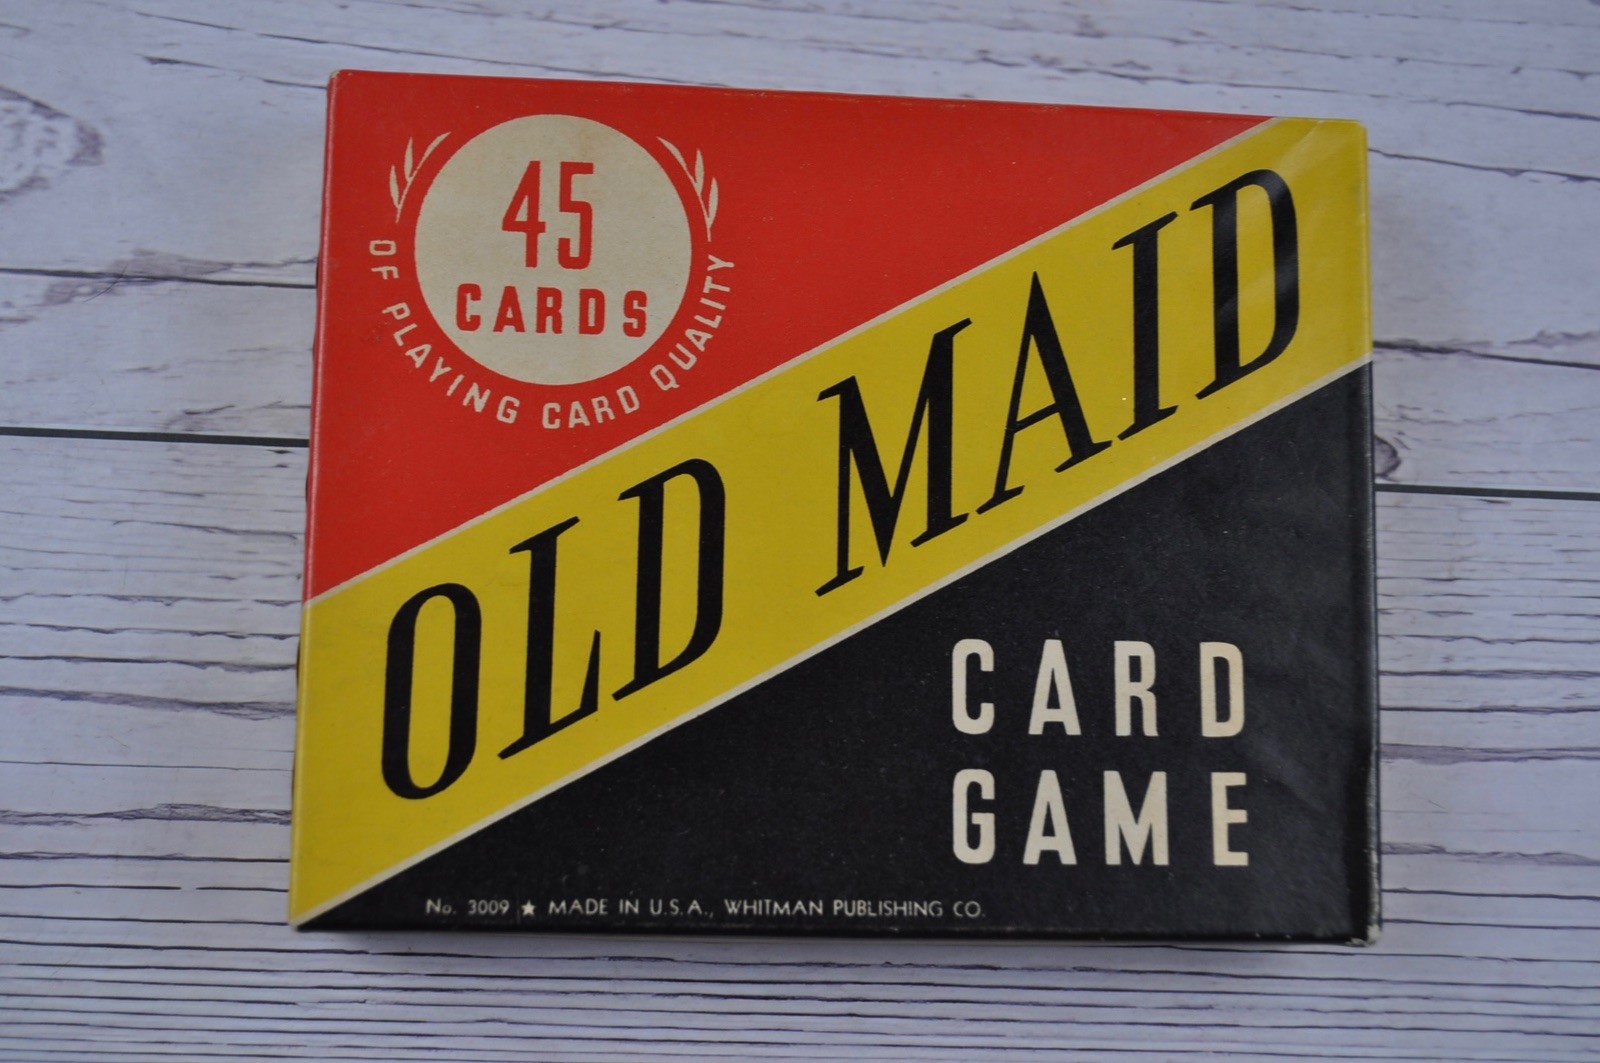 45
CARDS
OF PLAYING CARD QUALITY
OLD MAID
CARD
GAME
No. 3009 ★ MADE IN U.S.A., WHITMAN PUBLISHING CO.